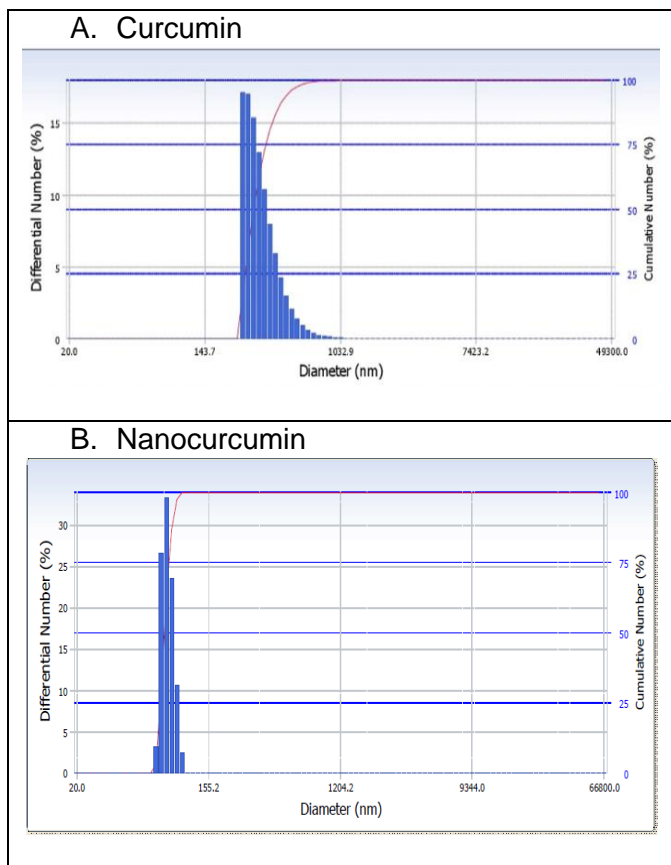 A. Curcumin
Differential Number (%)
15
10
5
0
100
75
50
25
0
Cumulative Number (%)
20.0 143.7 1032.9 7423.2 49300.0
Diameter (nm)
B. Nanocurcumin
Differential Number (%)
30
25
20
15
10
5
0
100
75
50
25
0
Cumulative Number (%)
20.0 155.2 1204.2 9344.0 66800.0
Diameter (nm)